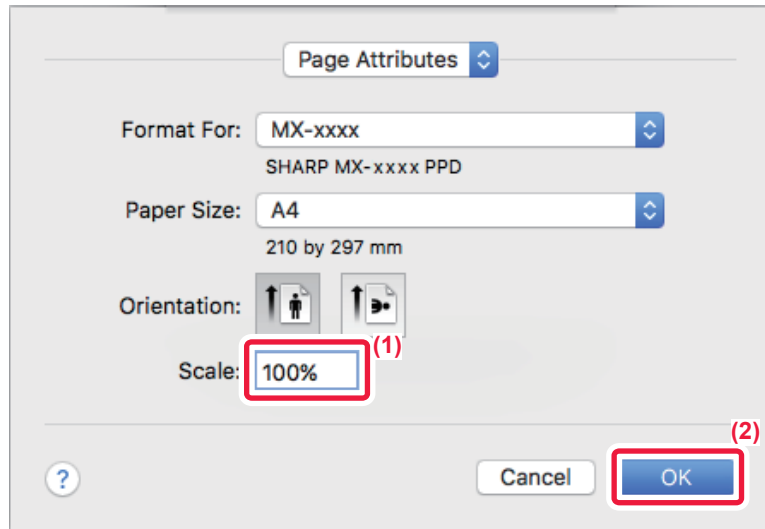 Page Attributes
Format For: MX-xxxx
SHARP MX-xxxx PPD
Paper Size: A4
210 by 297 mm
Orientation:
(1)
Scale: 100%
(2)
? Cancel OK